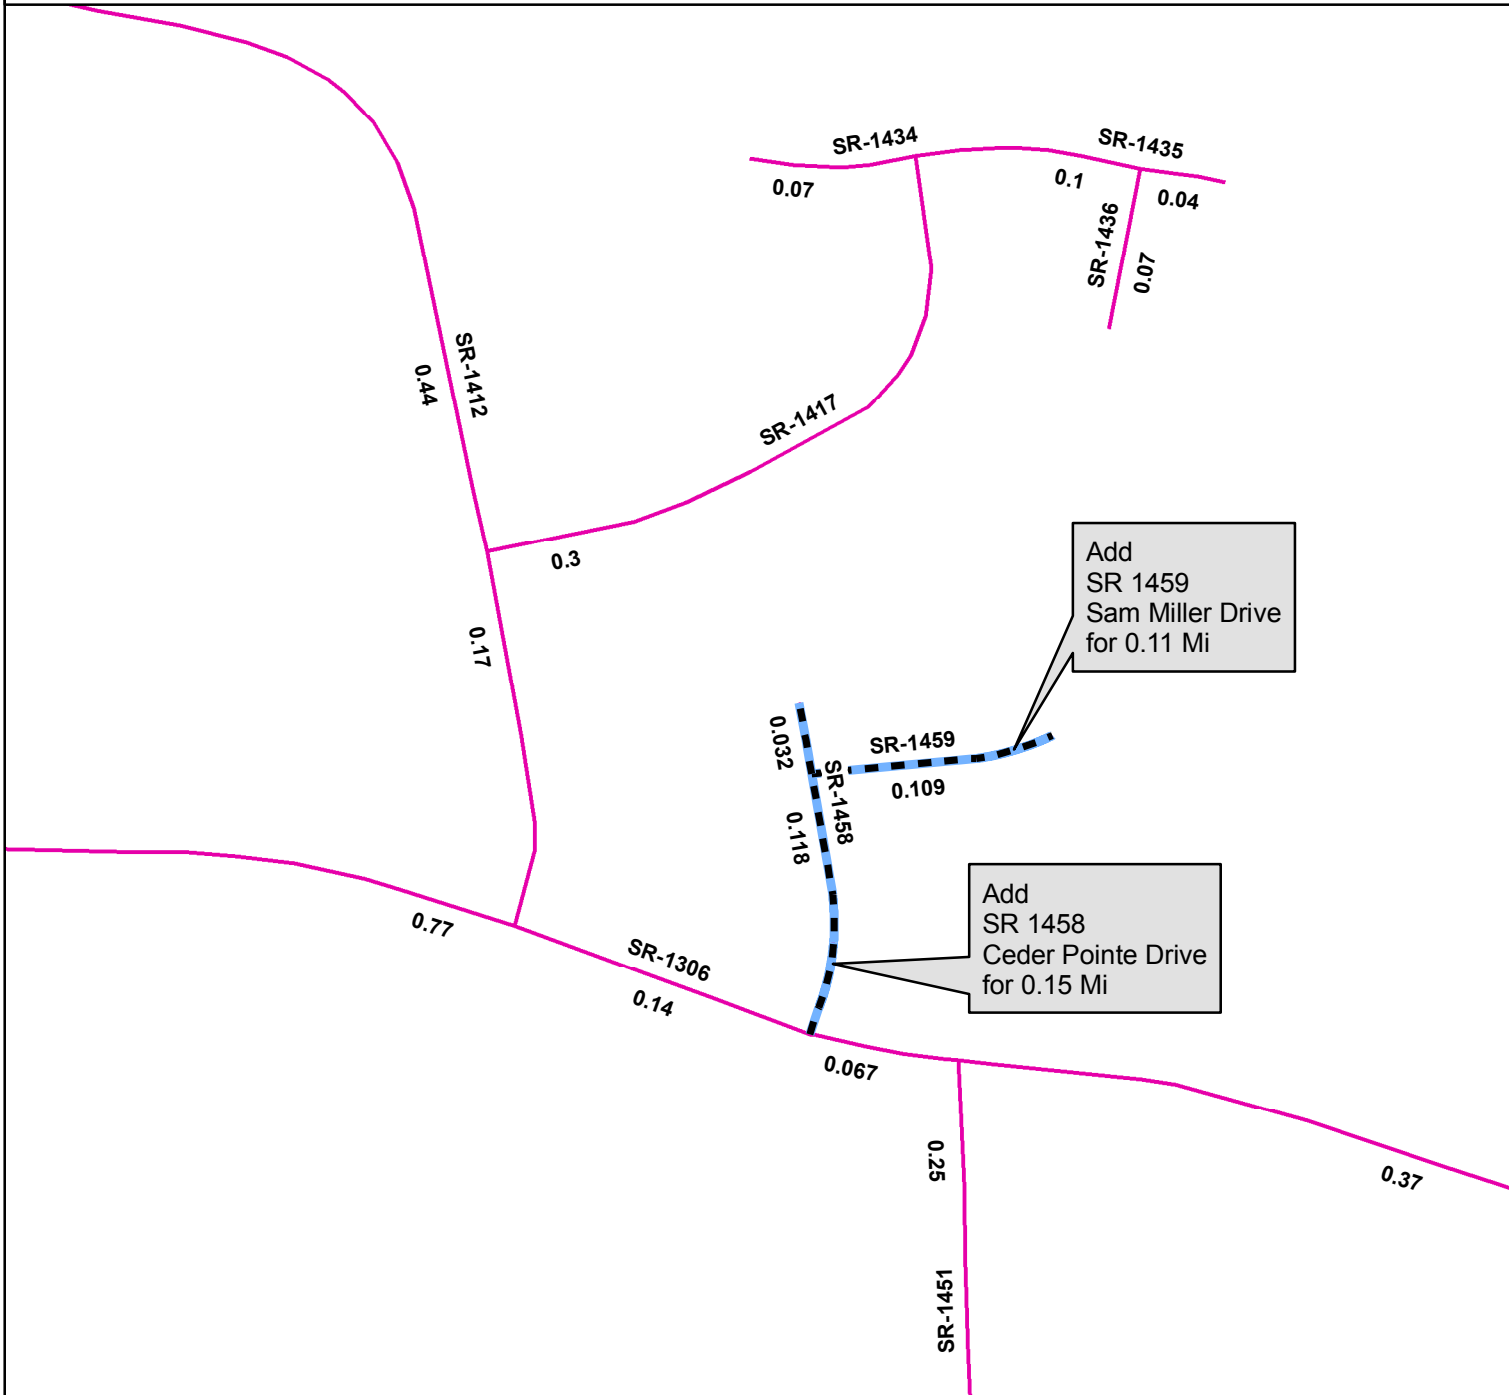 SR-1434
SR-1435
0.07
0.1
0.04
SR-1436
0.07
SR-1412
0.44
SR-1417
0.3
Add
SR 1459
Sam Miller Drive
for 0.11 Mi
0.17
0.032
SR-1459
0.109
SR-1458
0.118
Add
SR 1458
Ceder Pointe Drive
for 0.15 Mi
0.77
SR-1306
0.14
0.067
0.25
0.37
SR-1451